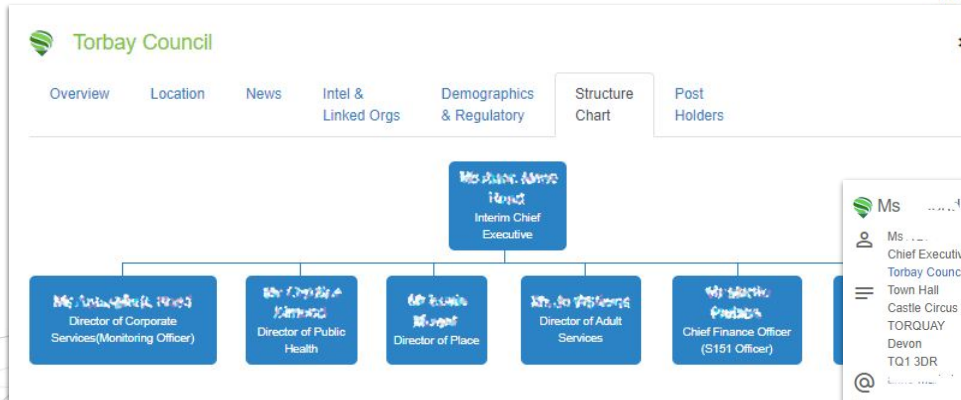 Torbay Council
Overview
Location
News
Intel &
Linked Orgs
Demographics
& Regulatory
Structure
Chart
Post
Holders
Interim Chief
Executive
Director of Corporate
Services(Monitoring Officer)
Director of Public
Health
Director of Place
Director of Adult
Services
Chief Finance Officer
(S151 Officer)
Ms
Ms
Chief Executiv
Torbay Counc
Town Hall
Castle Circus
TORQUAY
Devon
TQ1 3DR